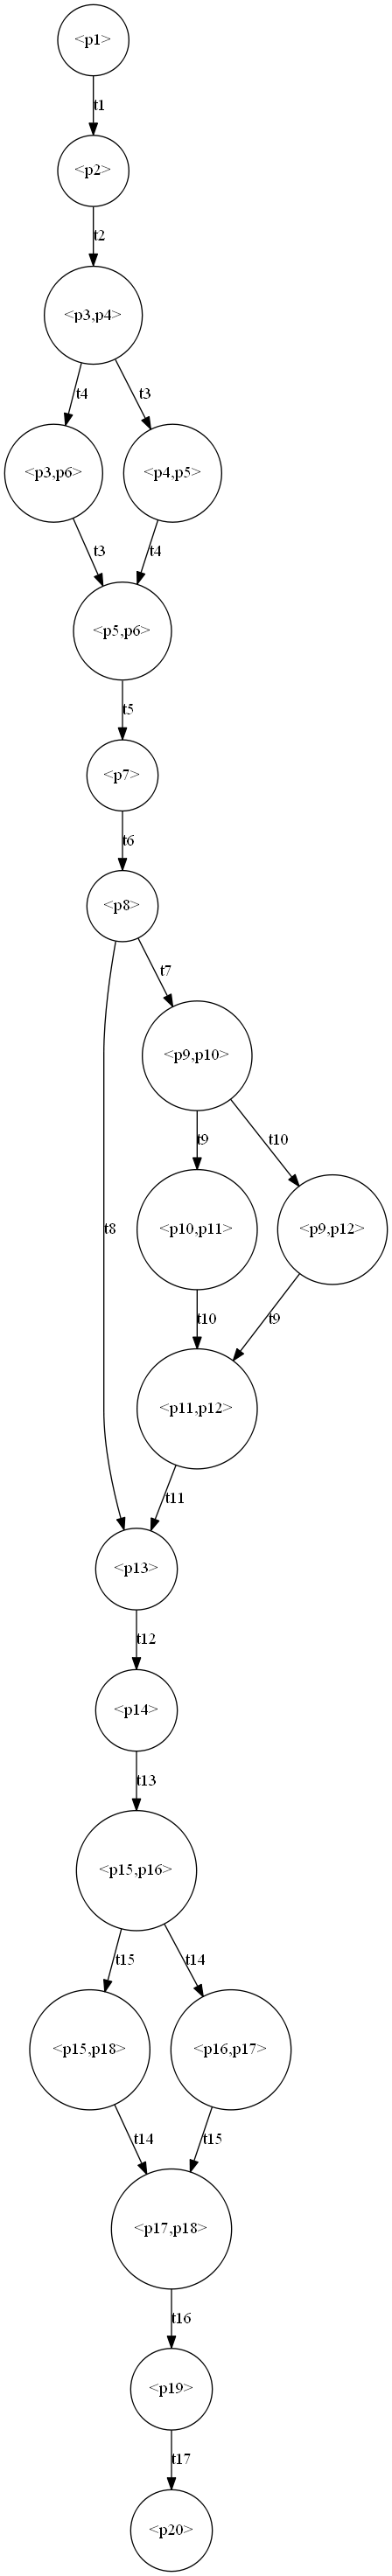 <p1>
t1
<p2>
t2
<p3,p4>
t4
t3
<p3,p6>
<p4,p5>
t3
t4
<p5,p6>
t5
<p7>
t6
<p8>
t7
<p9,p10>
t9
t10
t8
<p10,p11>
<p9,p12>
t10
t9
<p11,p12>
t11
<p13>
t12
<p14>
t13
<p15,p16>
t15
t14
<p15,p18>
<p16,p17>
t14
t15
<p17,p18>
t16
<p19>
t17
<p20>